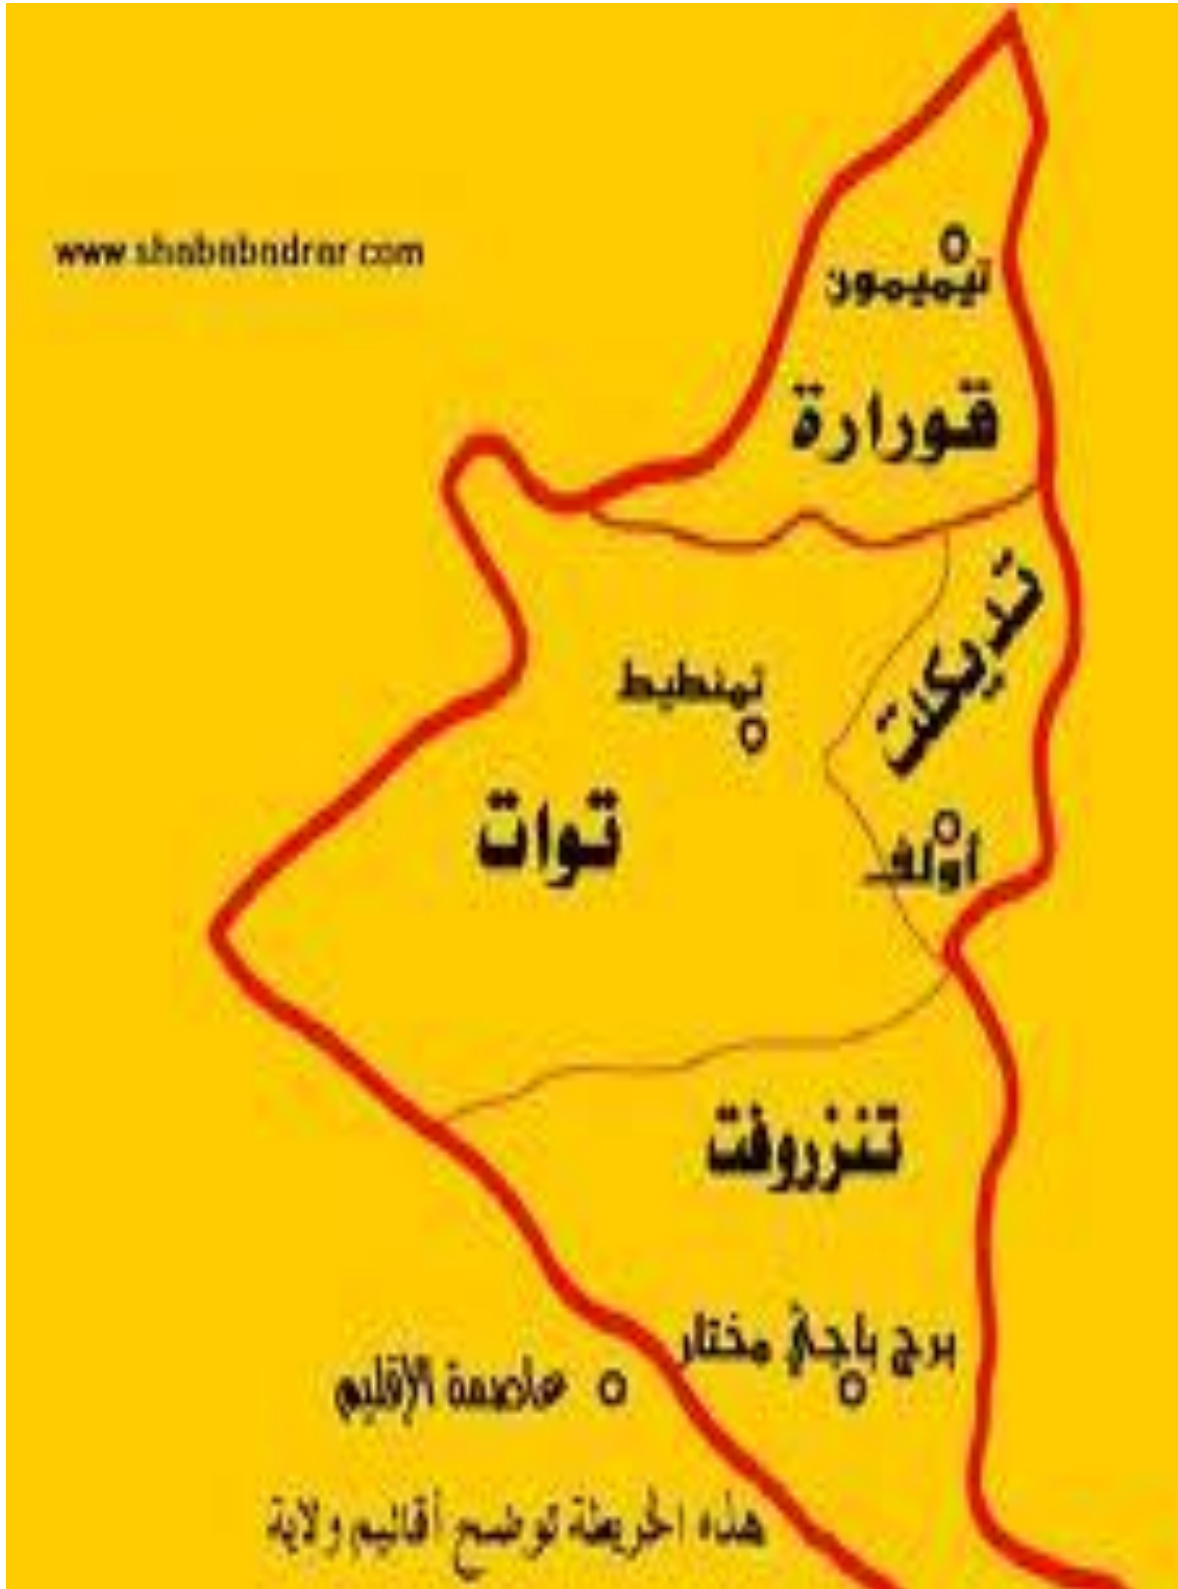 www.shababadrar.com
تيميمون
قورارة
تديكلت
تمنطيط
توات
أولف
تنزروفت
برج باجي مختار
عاصمة الإقليم
هذه الخريطة توضح أقاليم ولاية